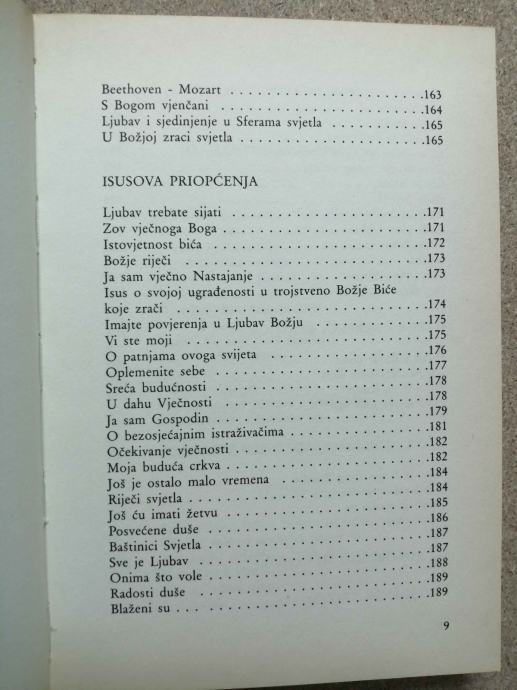 Beethoven - Mozart . . . . . . . . . . . . . . . . . . . . . . . .163
S Bogom vjenčani . . . . . . . . . . . . . . . . . . . . . . . . .164
Ljubav i sjedinjenje u Sferama svjetla . . . . . . . . . . . .165
U Božjoj zraci svjetla . . . . . . . . . . . . . . . . . . . . . . .165
ISUSOVA PRIOPĆENJA
Ljubav trebate sijati . . . . . . . . . . . . . . . . . . . . . . . .171
Zov vječnoga Boga . . . . . . . . . . . . . . . . . . . . . . . . .171
Istovjetnost bića . . . . . . . . . . . . . . . . . . . . . . . . . .172
Božje riječi . . . . . . . . . . . . . . . . . . . . . . . . . . . . .173
Ja sam vječno Nastajanje . . . . . . . . . . . . . . . . . . . . .173
Isus o svojoj ugrađenosti u trojstveno Božje Biće
koje zrači . . . . . . . . . . . . . . . . . . . . . . . . . . . . .174
Imajte povjerenja u Ljubav Božju . . . . . . . . . . . . . . .175
Vi ste moji . . . . . . . . . . . . . . . . . . . . . . . . . . . . .175
O patnjama ovoga svijeta . . . . . . . . . . . . . . . . . . . . .176
Oplemenite sebe . . . . . . . . . . . . . . . . . . . . . . . . . .177
Sreća budućnosti . . . . . . . . . . . . . . . . . . . . . . . . . .178
U dahu Vječnosti . . . . . . . . . . . . . . . . . . . . . . . . .178
Ja sam Gospodin . . . . . . . . . . . . . . . . . . . . . . . . . .179
O bezosjećajnim istraživačima . . . . . . . . . . . . . . . . .181
Očekivanje vječnosti . . . . . . . . . . . . . . . . . . . . . . .182
Moja buduća crkva . . . . . . . . . . . . . . . . . . . . . . . .182
Još je ostalo malo vremena . . . . . . . . . . . . . . . . . . .184
Riječi svjetla . . . . . . . . . . . . . . . . . . . . . . . . . . .184
Još ću imati žetvu . . . . . . . . . . . . . . . . . . . . . . . .185
Posvećene duše . . . . . . . . . . . . . . . . . . . . . . . . . .186
Baštinici Svjetla . . . . . . . . . . . . . . . . . . . . . . . . . .187
Sve je Ljubav . . . . . . . . . . . . . . . . . . . . . . . . . . .187
Onima što vole . . . . . . . . . . . . . . . . . . . . . . . . . .188
Radosti duše . . . . . . . . . . . . . . . . . . . . . . . . . . .189
Blaženi su . . . . . . . . . . . . . . . . . . . . . . . . . . . . .189
9